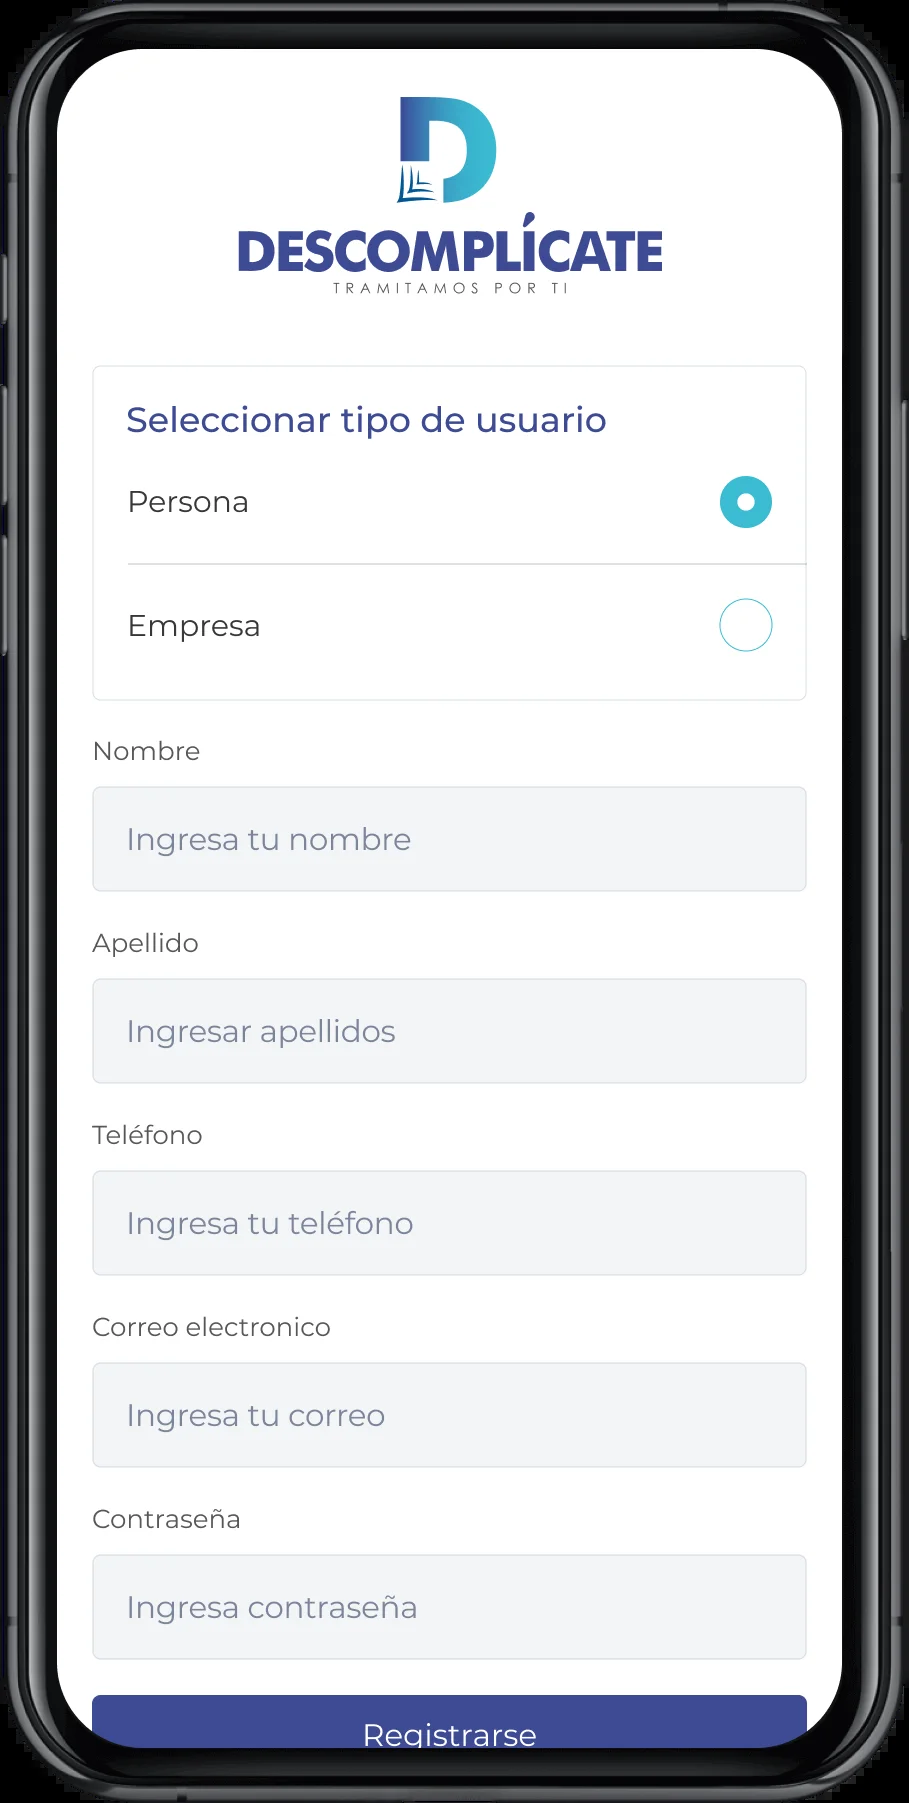 DESCOMPLÍCATE
TRAMITAMOS POR TI
Seleccionar tipo de usuario
Persona
Empresa
Nombre
Ingresa tu nombre
Apellido
Ingresar apellidos
Teléfono
Ingresa tu teléfono
Correo electronico
Ingresa tu correo
Contraseña
Ingresa contraseña
Registrarse